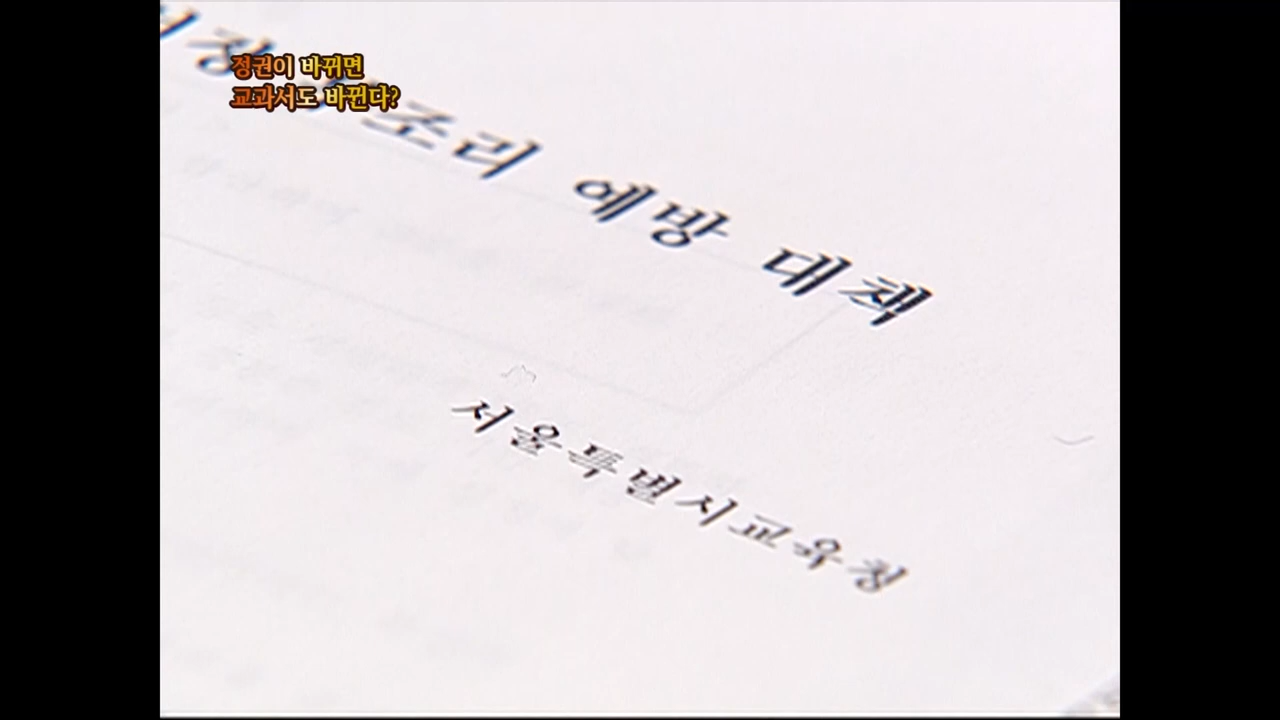 정권이 바뀌면
교과서도 바뀐다?
부조리 예방 대책
서울특별시교육청